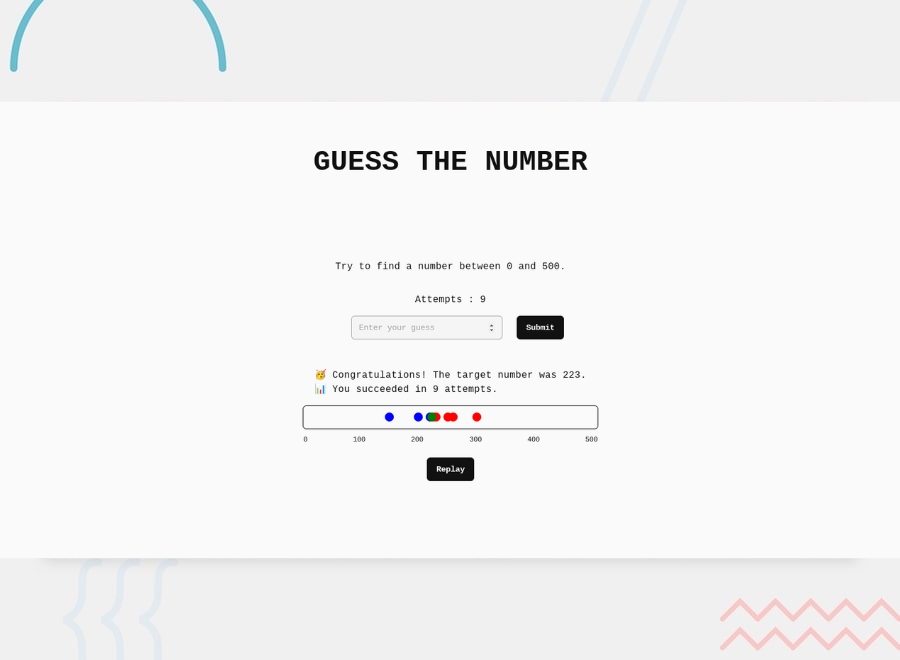 GUESS THE NUMBER
Try to find a number between 0 and 500.
Attempts : 9
Enter your guess
Submit
🥳 Congratulations! The target number was 223.
📊 You succeeded in 9 attempts.
0 100 200 300 400 500
Replay